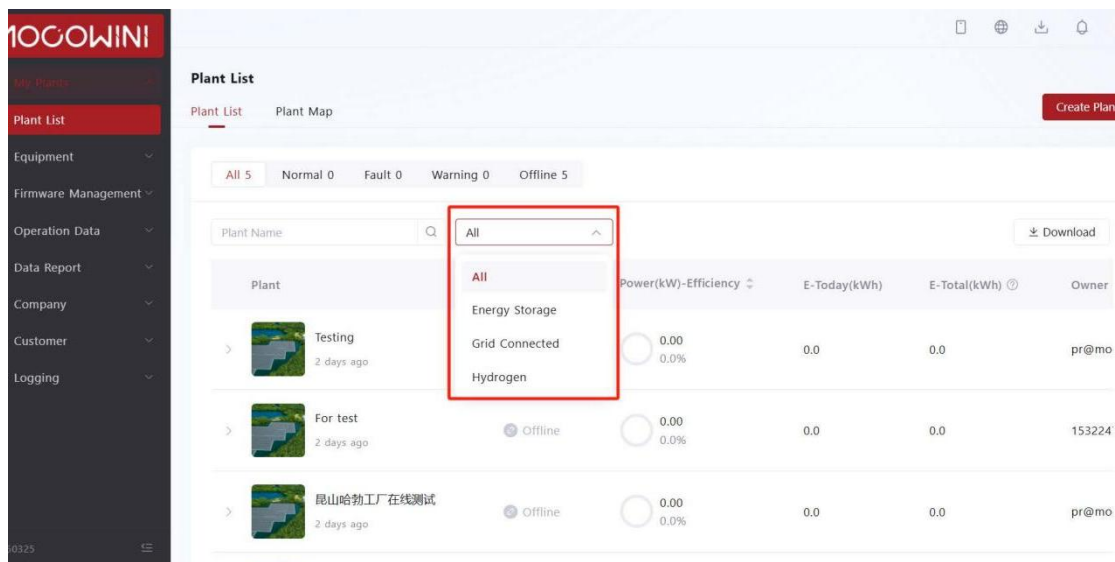 MOCOWINI
My Plants
Plant List
Equipment
Firmware Management
Operation Data
Data Report
Company
Customer
Logging
Plant List
Plant List Plant Map
Create Plan
All 5 Normal 0 Fault 0 Warning 0 Offline 5
Plant Name All Download
All
Energy Storage
Grid Connected
Hydrogen
Plant Power(kW)-Efficiency E-Today(kWh) E-Total(kWh) Owner
Testing
2 days ago
0.00
0.0%
0.0 0.0 pr@mo
For test
2 days ago
Offline
0.00
0.0%
0.0 0.0 153224
昆山哈勃工厂在线测试
2 days ago
Offline
0.00
0.0%
0.0 0.0 pr@mo